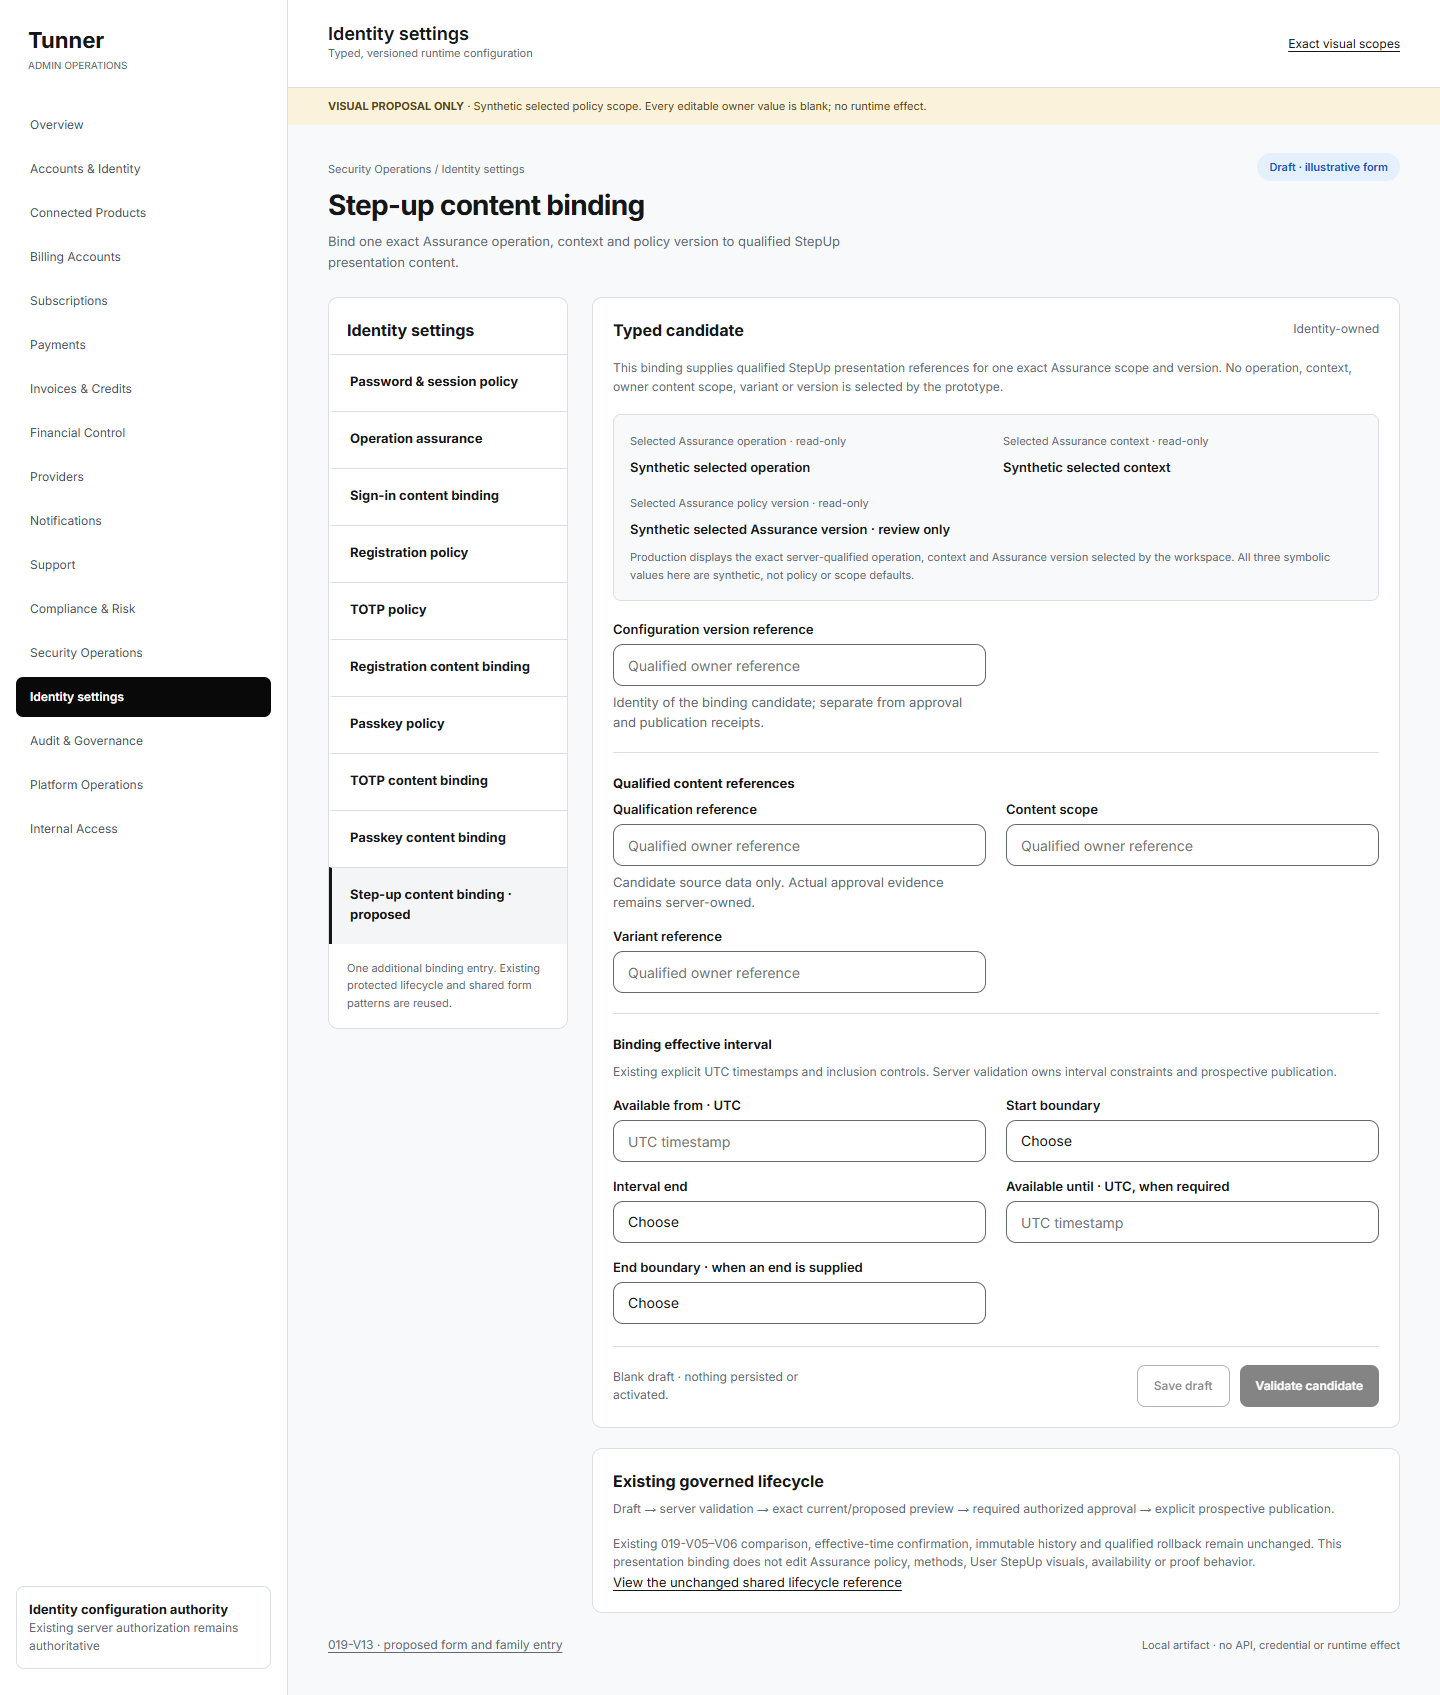 Tunner
ADMIN OPERATIONS
Overview
Accounts & Identity
Connected Products
Billing Accounts
Subscriptions
Payments
Invoices & Credits
Financial Control
Providers
Notifications
Support
Compliance & Risk
Security Operations
Identity settings
Audit & Governance
Platform Operations
Internal Access
Identity configuration authority
Existing server authorization remains
authoritative
Identity settings
Typed, versioned runtime configuration
Exact visual scopes
VISUAL PROPOSAL ONLY · Synthetic selected policy scope. Every editable owner value is blank; no runtime effect.
Security Operations / Identity settings
Draft · illustrative form
Step-up content binding
Bind one exact Assurance operation, context and policy version to qualified StepUp
presentation content.
Identity settings
Password & session policy
Operation assurance
Sign-in content binding
Registration policy
TOTP policy
Registration content binding
Passkey policy
TOTP content binding
Passkey content binding
Step-up content binding ·
proposed
One additional binding entry. Existing
protected lifecycle and shared form
patterns are reused.
Typed candidate
Identity-owned
This binding supplies qualified StepUp presentation references for one exact Assurance scope and version. No operation, context,
owner content scope, variant or version is selected by the prototype.
Selected Assurance operation · read-only
Selected Assurance context · read-only
Synthetic selected operation
Synthetic selected context
Selected Assurance policy version · read-only
Synthetic selected Assurance version · review only
Production displays the exact server-qualified operation, context and Assurance version selected by the workspace. All three symbolic
values here are synthetic, not policy or scope defaults.
Configuration version reference
Qualified owner reference
Identity of the binding candidate; separate from approval
and publication receipts.
Qualified content references
Qualification reference
Content scope
Qualified owner reference
Qualified owner reference
Candidate source data only. Actual approval evidence
remains server-owned.
Variant reference
Qualified owner reference
Binding effective interval
Existing explicit UTC timestamps and inclusion controls. Server validation owns interval constraints and prospective publication.
Available from · UTC
Start boundary
UTC timestamp
Choose
Interval end
Available until · UTC, when required
Choose
UTC timestamp
End boundary · when an end is supplied
Choose
Blank draft · nothing persisted or
activated.
Save draft
Validate candidate
Existing governed lifecycle
Draft → server validation → exact current/proposed preview → required authorized approval → explicit prospective publication.
Existing 019-V05–V06 comparison, effective-time confirmation, immutable history and qualified rollback remain unchanged. This
presentation binding does not edit Assurance policy, methods, User StepUp visuals, availability or proof behavior.
View the unchanged shared lifecycle reference
019-V13 · proposed form and family entry
Local artifact · no API, credential or runtime effect